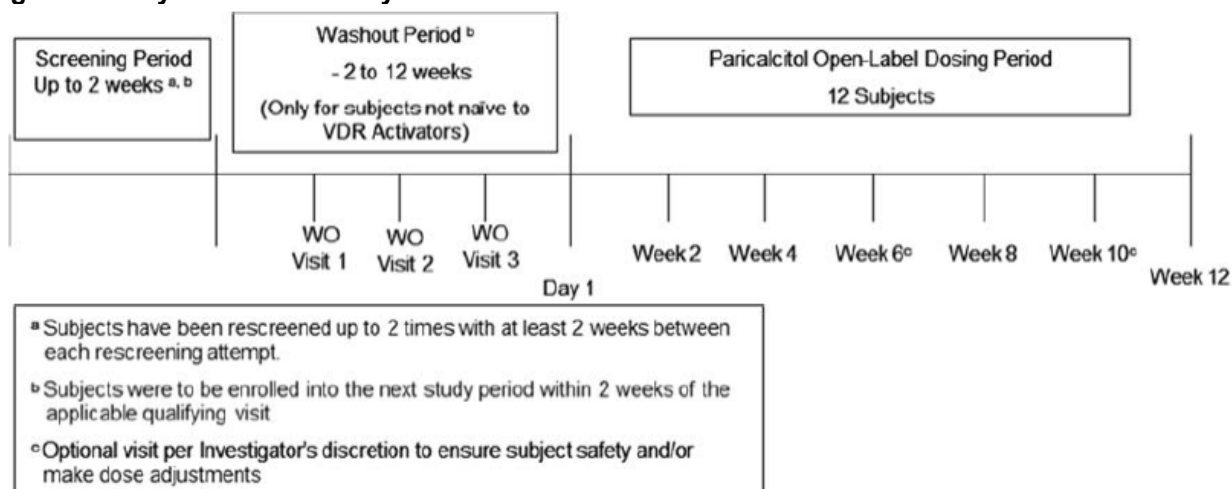 Screening Period
Up to 2 weeks a, b
Washout Period b
- 2 to 12 weeks
(Only for subjects not naïve to
VDR Activators)
Paricalcitol Open-Label Dosing Period
12 Subjects
WO
Visit 1
WO
Visit 2
WO
Visit 3
Day 1
Week 2
Week 4
Week 6c
Week 8
Week 10c
Week 12
a Subjects have been rescreened up to 2 times with at least 2 weeks between
each rescreening attempt.
b Subjects were to be enrolled into the next study period within 2 weeks of the
applicable qualifying visit
c Optional visit per Investigator's discretion to ensure subject safety and/or
make dose adjustments